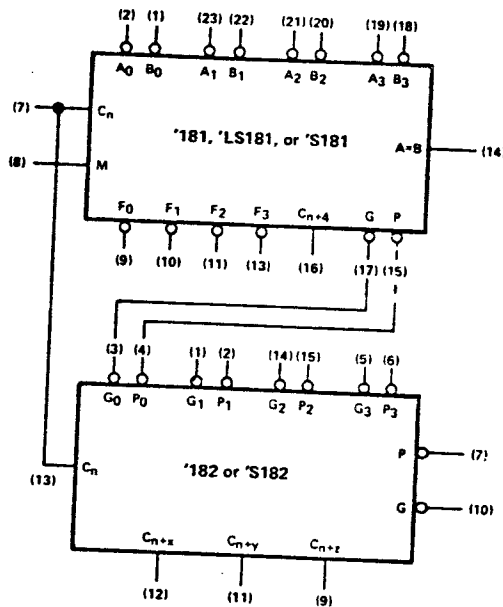 (2) (1) (23) (22) (21) (20) (19) (18)
A0 B0 A1 B1 A2 B2 A3 B3
(7) Cn
'181, 'LS181, or 'S181
A=B (14
(8) M
F0 F1 F2 F3 Cn+4 G P
(9) (10) (11) (13) (16) (17) (15)
(3) (4) (1) (2) (14) (15) (5) (6)
G0 P0 G1 P1 G2 P2 G3 P3
P (7)
(13) Cn
'182 or 'S182
G (10)
Cn+x Cn+y Cn+z
(12) (11) (9)